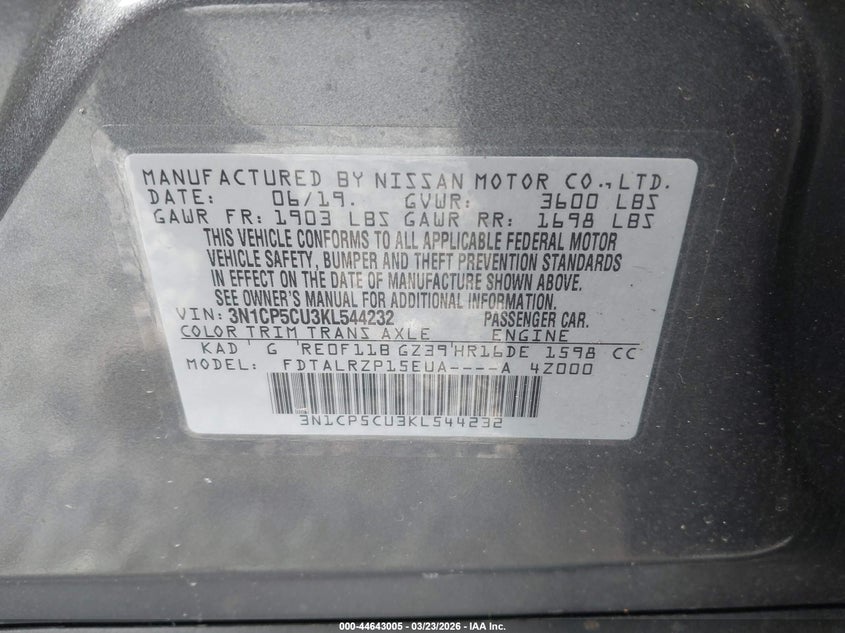 MANUFACTURED BY NISSAN MOTOR CO., LTD.
DATE: 06/19. GVWR: 3600 LBS
GAWR FR: 1903 LBS GAWR RR: 1698 LBS
THIS VEHICLE CONFORMS TO ALL APPLICABLE FEDERAL MOTOR
VEHICLE SAFETY, BUMPER AND THEFT PREVENTION STANDARDS
IN EFFECT ON THE DATE OF MANUFACTURE SHOWN ABOVE.
SEE OWNER'S MANUAL FOR ADDITIONAL INFORMATION.
VIN: 3N1CP5CU3KL544232 PASSENGER CAR.
COLOR TRIM TRANS AXLE ENGINE
KAD G RE0F11B GZ39 HR16DE 1598 CC
MODEL: FDTALRZP15EUA----A 4Z000
3N1CP5CU3KL544232
000-44643005 | 03/23/2026 - IAA Inc.